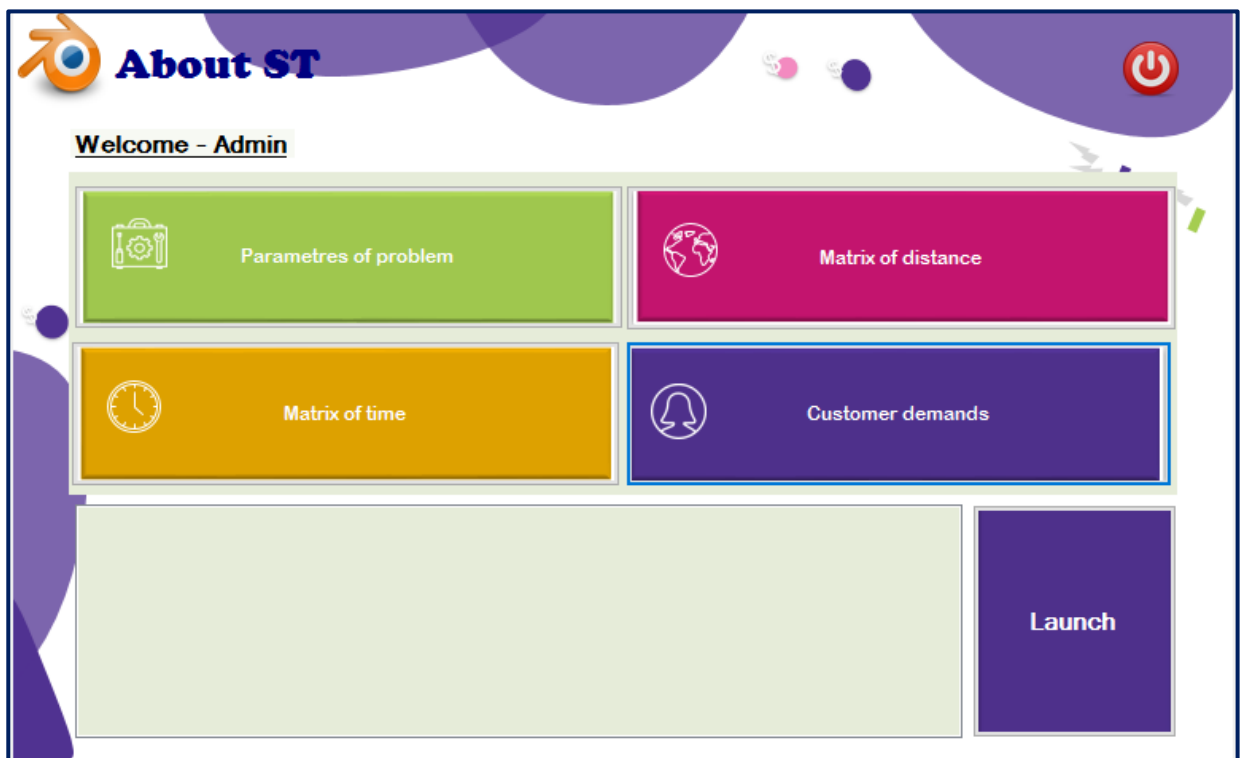 About ST
Welcome - Admin
Parametres of problem
Matrix of distance
Matrix of time
Customer demands
Launch